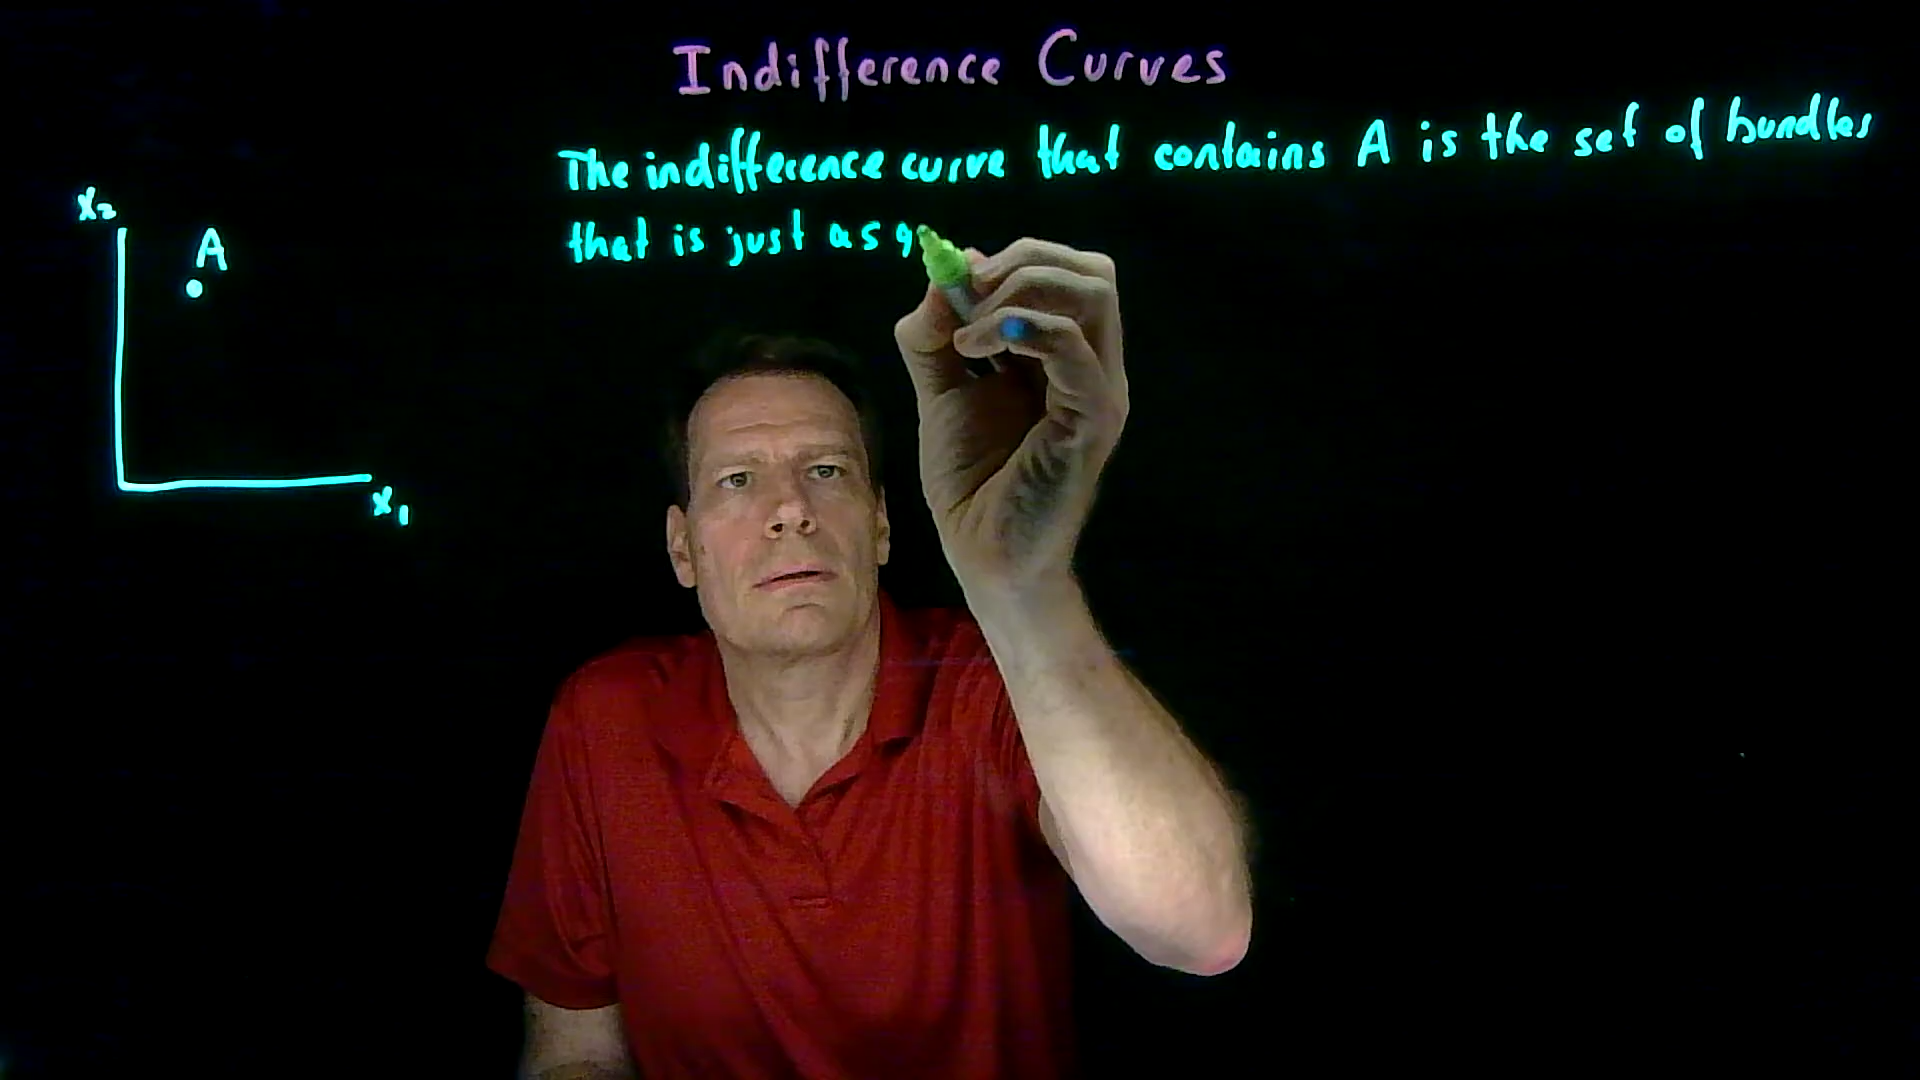 Indifference Curves
The indifference curve that contains A is the set of bundles
that is just as g
x₂
A
x₁